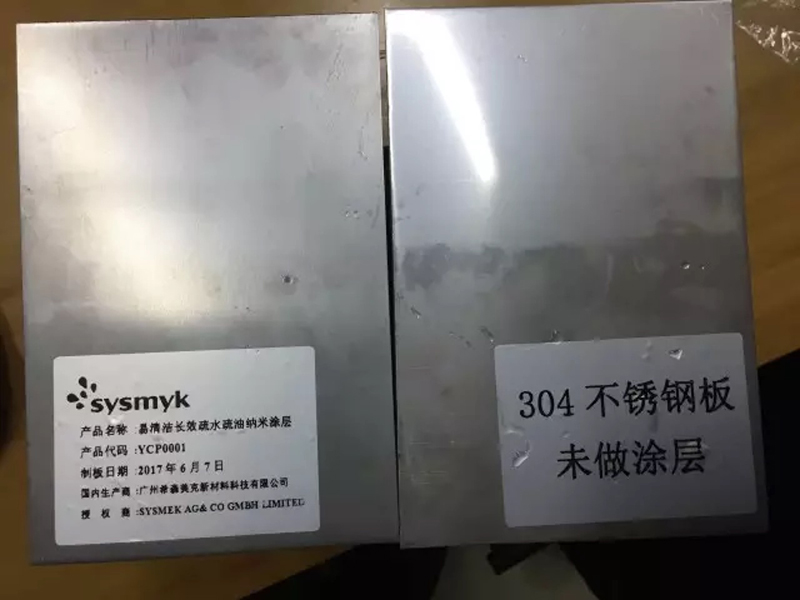 sysmyk
产品名称 :易清洁长效疏水疏油纳米涂层
产品代码 :YCP0001
制板日期 :2017年6月7日
国内生产商 :广州希森美克新材料科技有限公司
授 权 商 :SYSMEK AG& CO GMBH LIMITED
304 不锈钢板
未做涂层